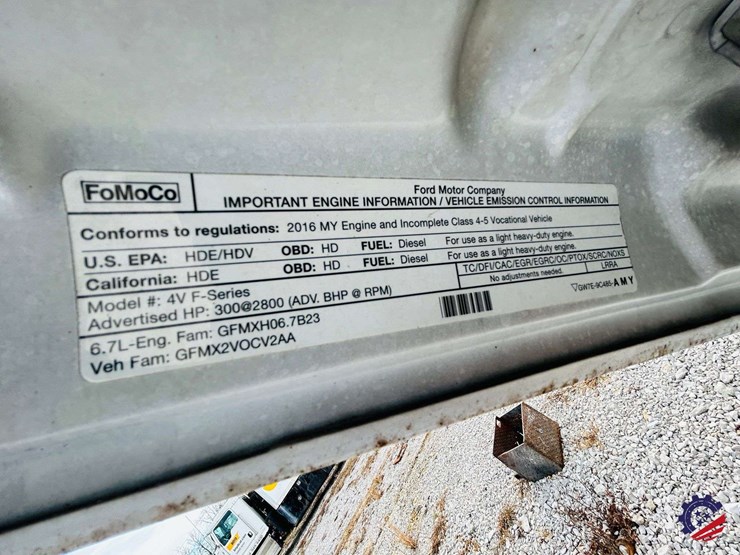 FoMoCo
Ford Motor Company
IMPORTANT ENGINE INFORMATION / VEHICLE EMISSION CONTROL INFORMATION
Conforms to regulations: 2016 MY Engine and Incomplete Class 4-5 Vocational Vehicle
U.S. EPA: HDE/HDV OBD: HD FUEL: Diesel For use as a light heavy-duty engine.
California: HDE OBD: HD FUEL: Diesel For use as a light heavy-duty engine.
Model #: 4V F-Series TC/DFI/CAC/EGR/EGRC/OC/PTOX/SCRC/NOXS
Advertised HP: 300@2800 (ADV. BHP @ RPM) No adjustments needed. LRRA
6.7L-Eng. Fam: GFMXH06.7B23 GW7E-9C485-AMY
Veh Fam: GFMX2VOCV2AA